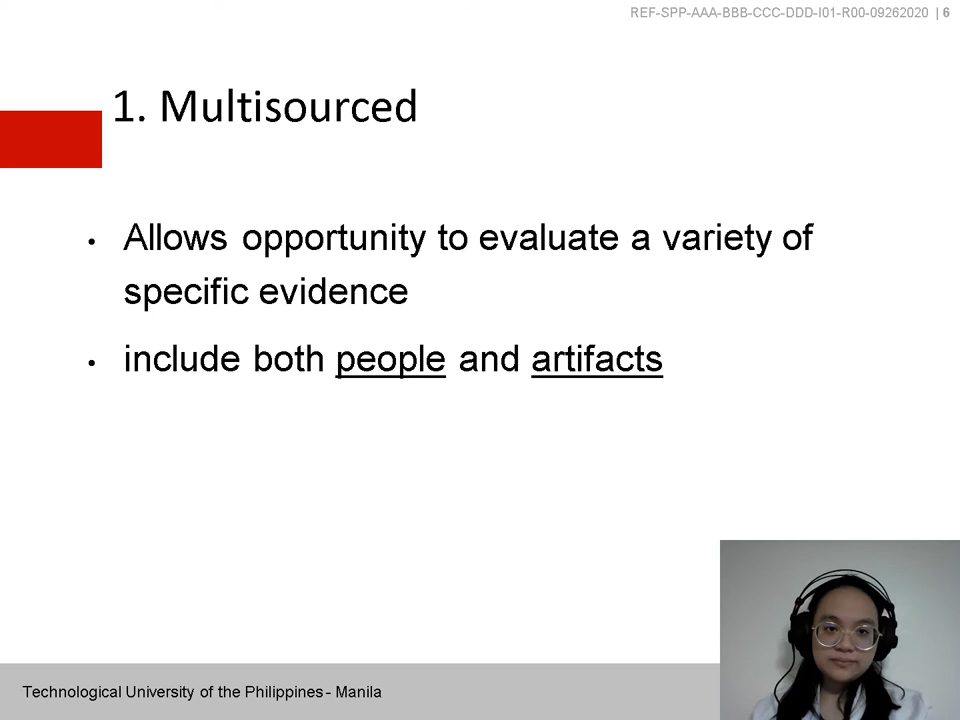 REF-SPP-AAA-BBB-CCC-DDD-I01-R00-09262020 | 6
1. Multisourced
• Allows opportunity to evaluate a variety of
specific evidence
• include both people and artifacts
Technological University of the Philippines - Manila